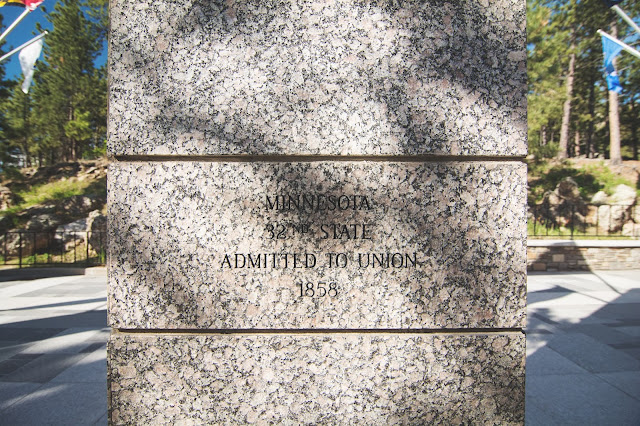 MINNESOTA
32ND STATE
ADMITTED TO UNION
1858